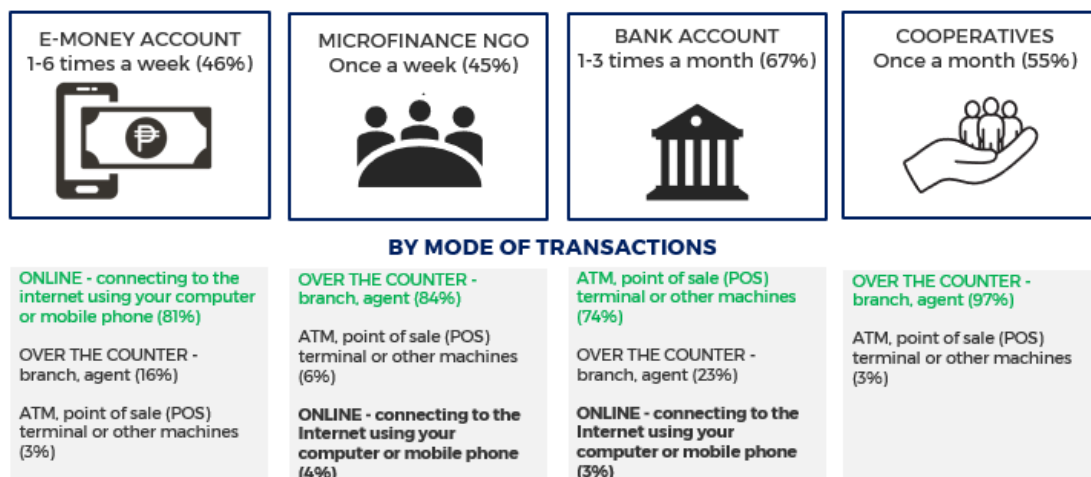 E-MONEY ACCOUNT
1-6 times a week (46%)
MICROFINANCE NGO
Once a week (45%)
BANK ACCOUNT
1-3 times a month (67%)
COOPERATIVES
Once a month (55%)
₱
BY MODE OF TRANSACTIONS
ONLINE - connecting to the
internet using your computer
or mobile phone (81%)
OVER THE COUNTER -
branch, agent (16%)
ATM, point of sale (POS)
terminal or other machines
(3%)
OVER THE COUNTER -
branch, agent (84%)
ATM, point of sale (POS)
terminal or other machines
(6%)
ONLINE - connecting to the
Internet using your
computer or mobile phone
(4%)
ATM, point of sale (POS)
terminal or other machines
(74%)
OVER THE COUNTER -
branch, agent (23%)
ONLINE - connecting to the
Internet using your
computer or mobile phone
(3%)
OVER THE COUNTER -
branch, agent (97%)
ATM, point of sale (POS)
terminal or other machines
(3%)